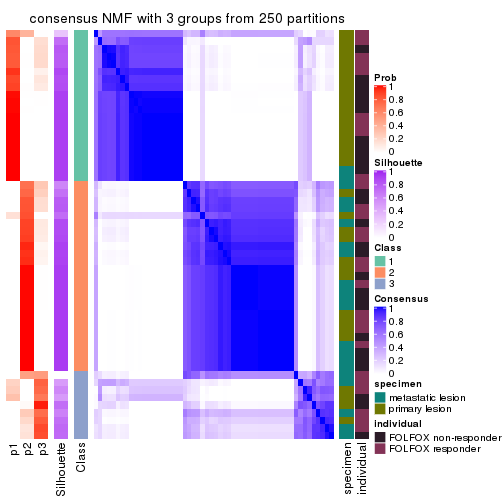 consensus NMF with 3 groups from 250 partitions
Prob
1
0.8
0.6
0.4
0.2
0
Silhouette
1
0.8
0.6
0.4
0.2
0
Class
1
2
3
Consensus
1
0.8
0.6
0.4
0.2
0
specimen
metastatic lesion
primary lesion
individual
FOLFOX non-responder
FOLFOX responder
p1
p2
p3
Silhouette
Class
specimen
individual